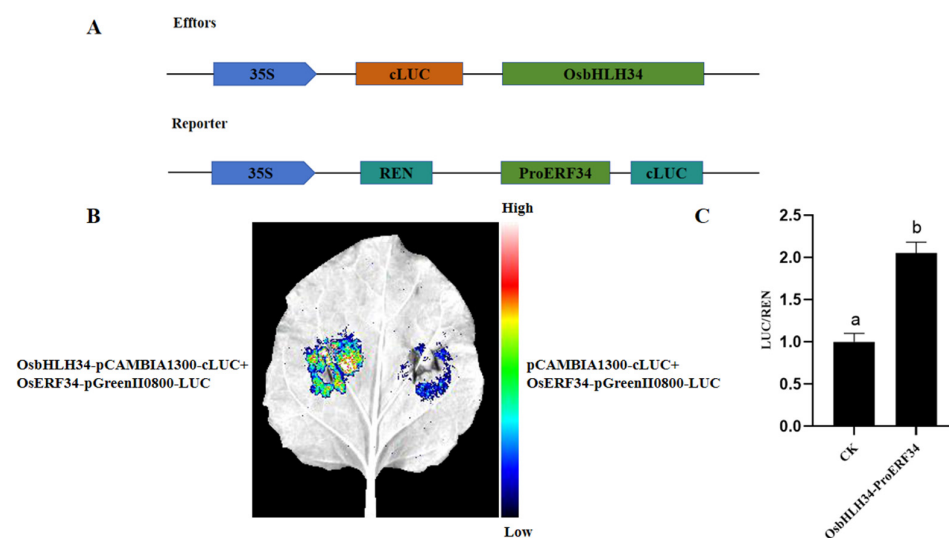 A
Efftors
35S
cLUC
OsbHLH34
Reporter
35S
REN
ProERF34
cLUC
B
High
OsbHLH34-pCAMBIA1300-cLUC+
OsERF34-pGreenII0800-LUC
pCAMBIA1300-cLUC+
OsERF34-pGreenII0800-LUC
Low
C
LUC/REN
2.5
2.0
1.5
1.0
0.5
0.0
a
b
CK
OsbHLH34-ProERF34